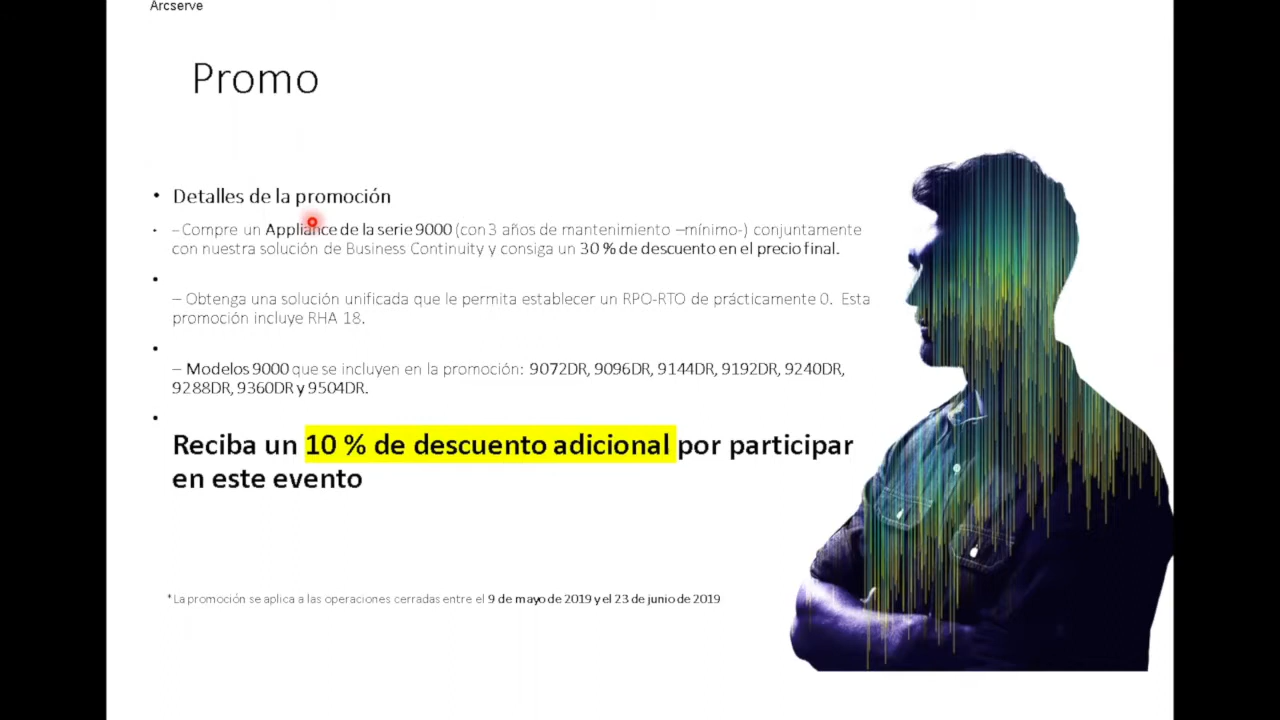 Arcserve
Promo
• Detalles de la promoción
• – Compre un Appliance de la serie 9000 (con 3 años de mantenimiento –mínimo-) conjuntamente
con nuestra solución de Business Continuity y consiga un 30 % de descuento en el precio final.
•
– Obtenga una solución unificada que le permita establecer un RPO-RTO de prácticamente 0. Esta
promoción incluye RHA 18.
•
– Modelos 9000 que se incluyen en la promoción: 9072DR, 9096DR, 9144DR, 9192DR, 9240DR,
9288DR, 9360DR y 9504DR.
•
Reciba un 10 % de descuento adicional por participar
en este evento
*La promoción se aplica a las operaciones cerradas entre el 9 de mayo de 2019 y el 23 de junio de 2019